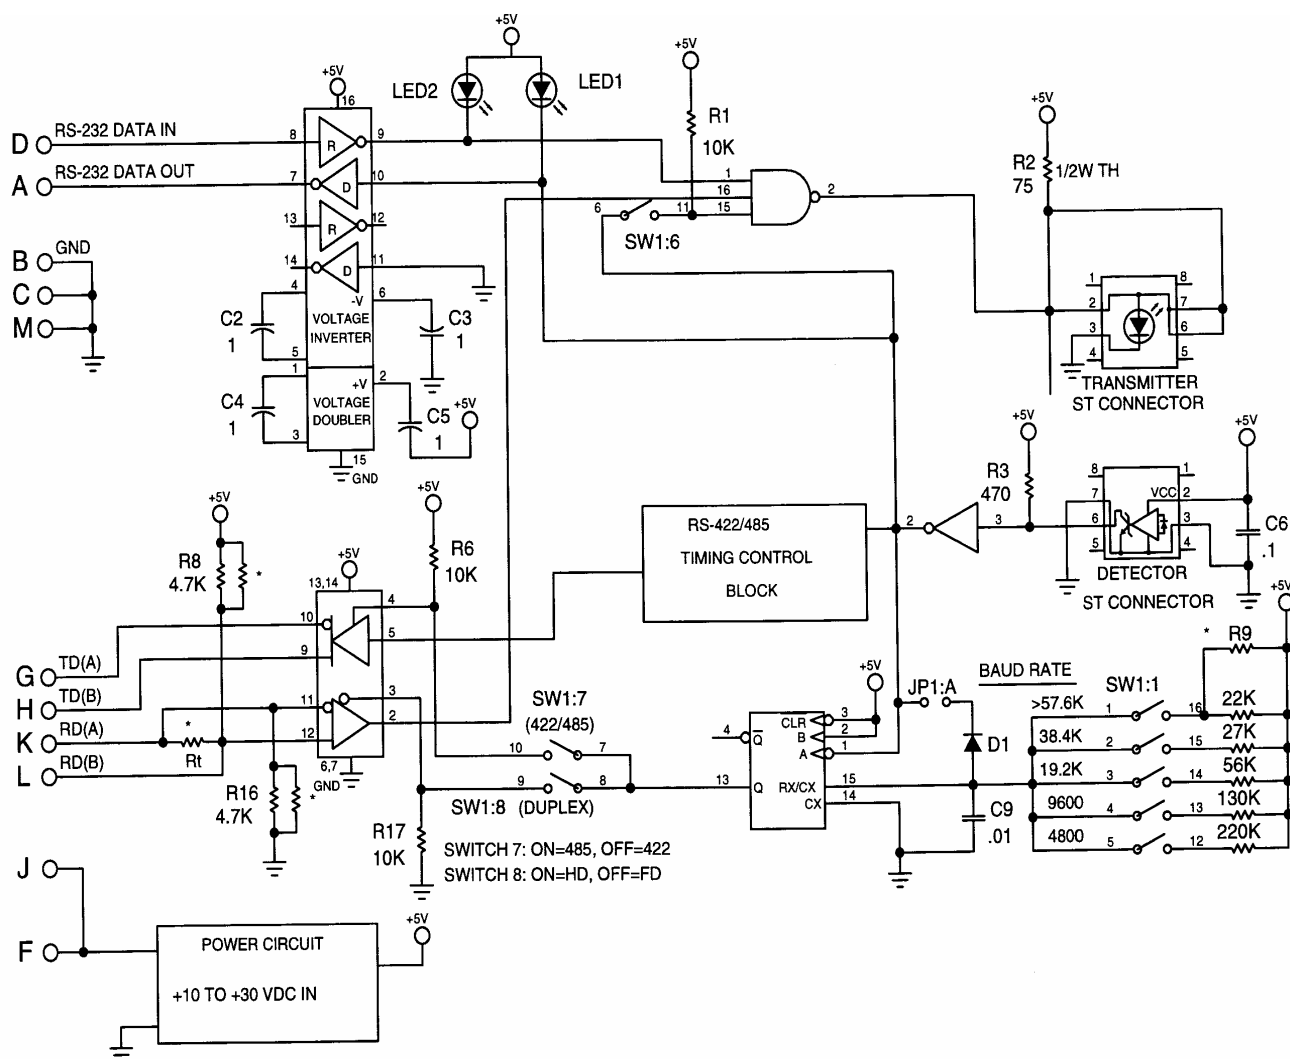 +5V
+5V
+5V
LED2
LED1
16
R1
10K
+5V
D RS-232 DATA IN 8 R 9
R2
75
1/2W TH
A RS-232 DATA OUT 7 D 10
1
16
15
2
13 R 12
6
11
SW1:6
B GND
14 D 11
C
M
4
-V
6
C2
1
VOLTAGE
INVERTER
C3
1
5
1
8
2
7
3
6
4
5
TRANSMITTER
ST CONNECTOR
1
+V
2
C4
1
VOLTAGE
DOUBLER
C5
1
+5V
3
15
GND
+5V
R3
470
+5V
8
1
7
VCC
2
6
3
5
4
C6
.1
DETECTOR
ST CONNECTOR
2
3
RS-422/485
TIMING CONTROL
BLOCK
+5V
+5V
R8
4.7K
*
R6
10K
+5V
13,14
4
10
5
9
G TD(A)
H TD(B)
K RD(A)
L RD(B)
*
Rt
11
3
12
2
6,7
GND
R16
4.7K
*
R17
10K
SW1:7
(422/485)
10
7
9
8
SW1:8 (DUPLEX)
SWITCH 7: ON=485, OFF=422
SWITCH 8: ON=HD, OFF=FD
+5V
CLR
3
B
2
A
1
4
Q
13
Q
RX/CX
15
CX
14
JP1:A
D1
C9
.01
+5V
*
R9
BAUD RATE
SW1:1
>57.6K 1 16 22K
38.4K 2 15 27K
19.2K 3 14 56K
9600 4 13 130K
4800 5 12 220K
J
F
+5V
POWER CIRCUIT
+10 TO +30 VDC IN